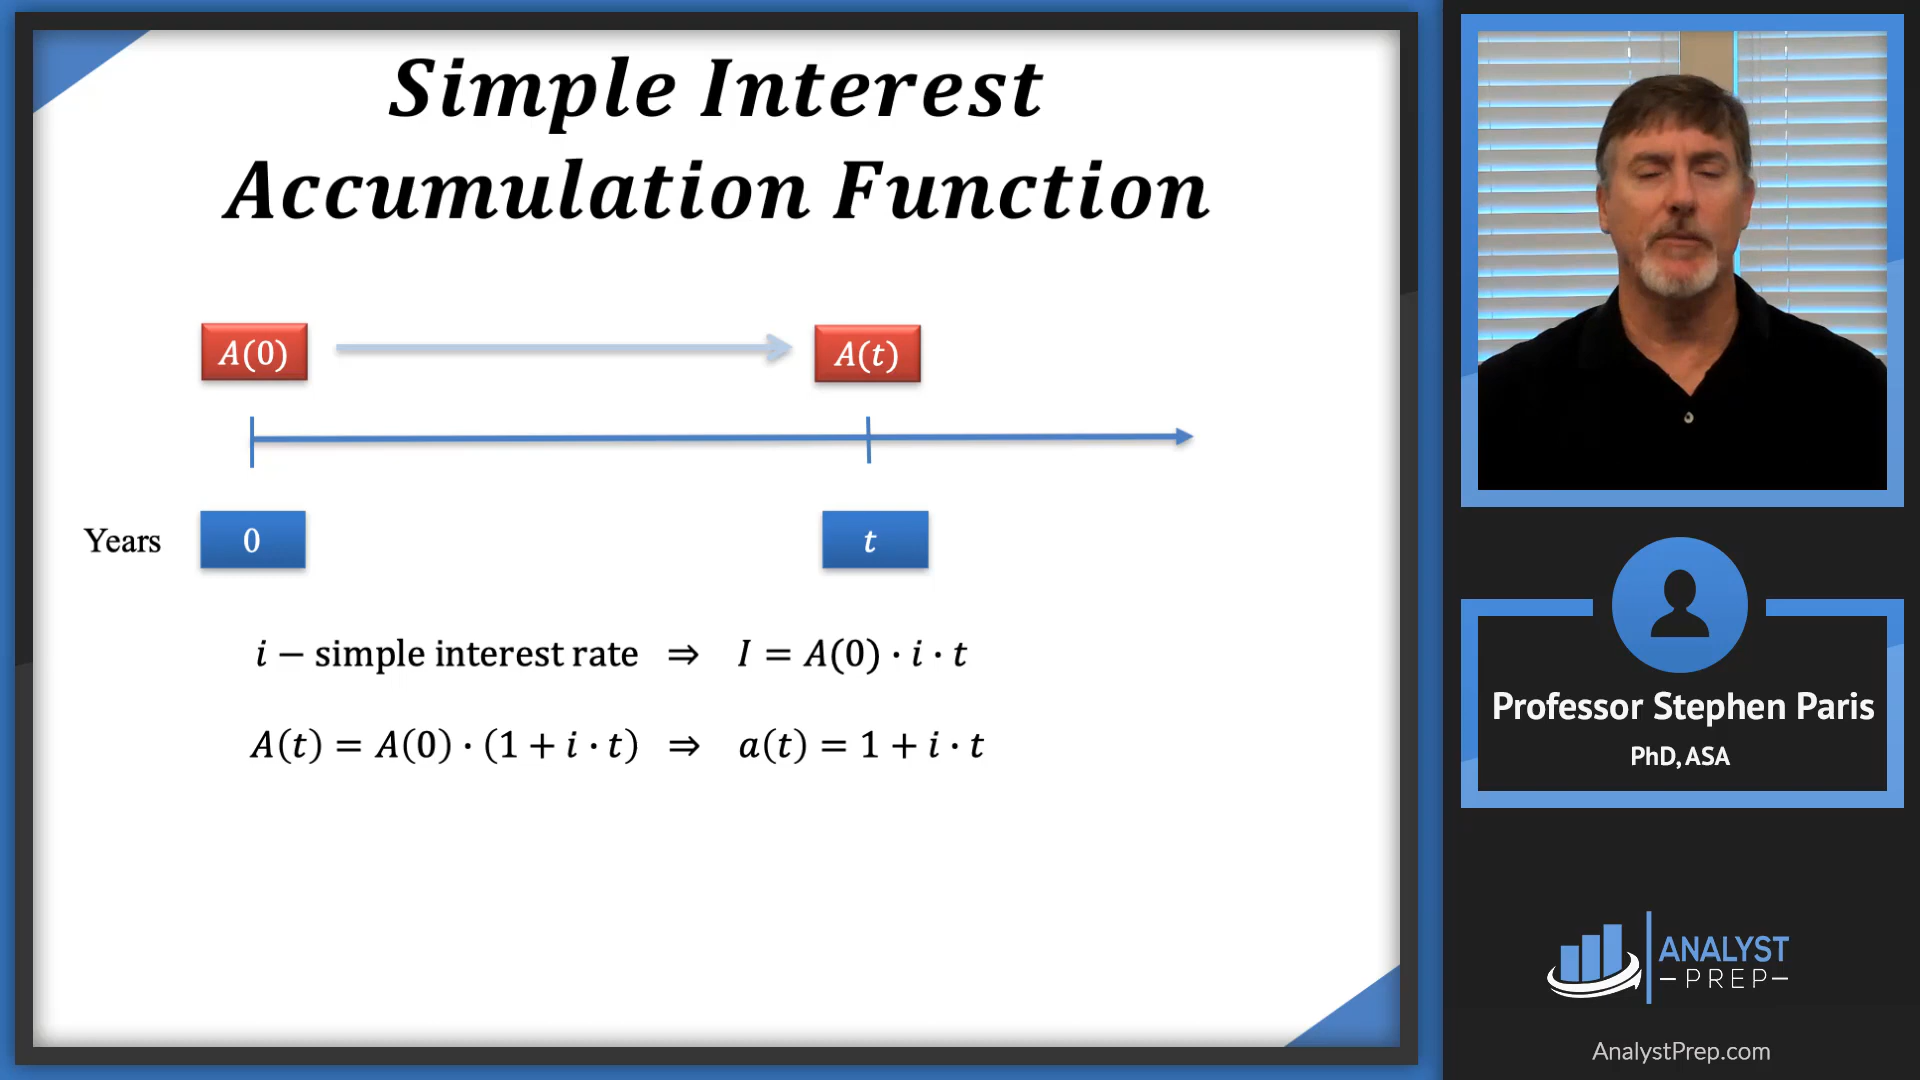 Simple Interest
Accumulation Function
A(0)
A(t)
Years
0
t
i − simple interest rate ⇒ I = A(0) · i · t
A(t) = A(0) · (1 + i · t) ⇒ a(t) = 1 + i · t
Professor Stephen Paris
PhD, ASA
ANALYST
PREP
AnalystPrep.com